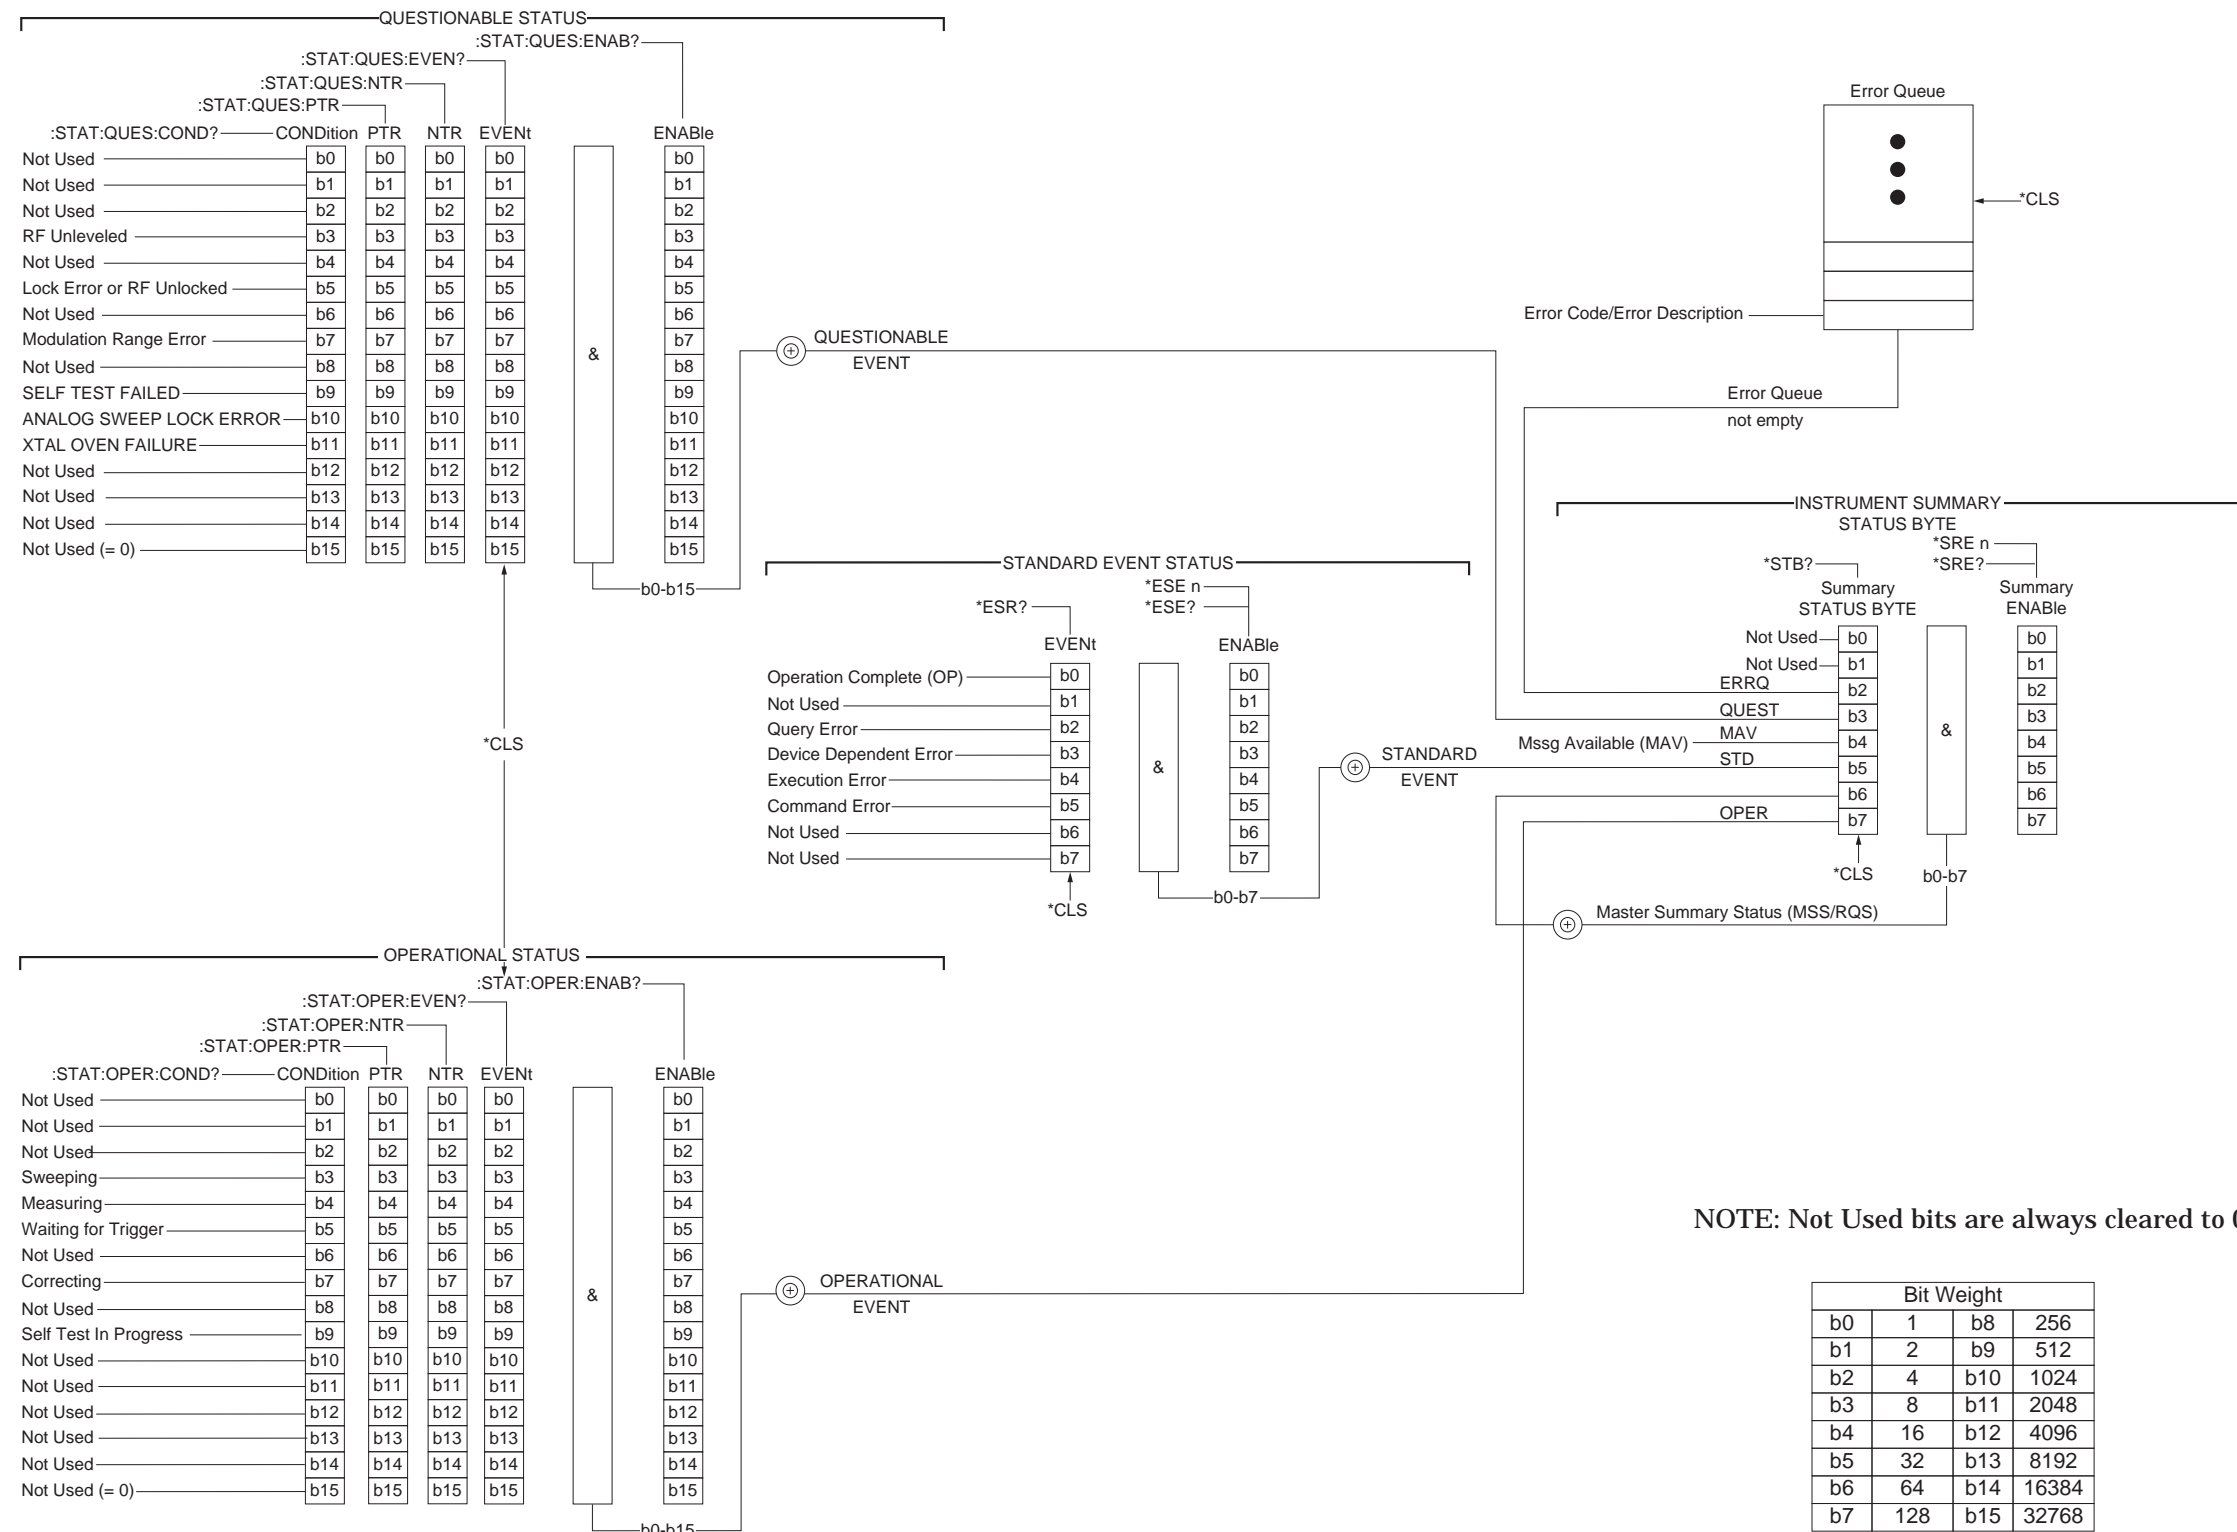 QUESTIONABLE STATUS
:STAT:QUES:ENAB?
:STAT:QUES:EVEN?
:STAT:QUES:NTR
:STAT:QUES:PTR
:STAT:QUES:COND? CONDition PTR NTR EVENt ENABle
Not Used b0 b0 b0 b0 b0
Not Used b1 b1 b1 b1 b1
Not Used b2 b2 b2 b2 b2
RF Unleveled b3 b3 b3 b3 b3
Not Used b4 b4 b4 b4 b4
Lock Error or RF Unlocked b5 b5 b5 b5 b5
Not Used b6 b6 b6 b6 b6
Modulation Range Error b7 b7 b7 b7 b7
&
Not Used b8 b8 b8 b8 b8
SELF TEST FAILED b9 b9 b9 b9 b9
ANALOG SWEEP LOCK ERROR b10 b10 b10 b10 b10
XTAL OVEN FAILURE b11 b11 b11 b11 b11
Not Used b12 b12 b12 b12 b12
Not Used b13 b13 b13 b13 b13
Not Used b14 b14 b14 b14 b14
Not Used (= 0) b15 b15 b15 b15 b15
b0-b15
QUESTIONABLE
EVENT
*CLS
Error Queue
*CLS
Error Code/Error Description
Error Queue
not empty
STANDARD EVENT STATUS
*ESE n
*ESR? *ESE?
EVENt ENABle
Operation Complete (OP) b0 b0
Not Used b1 b1
Query Error b2 b2
Device Dependent Error b3 b3
&
Execution Error b4 b4
Command Error b5 b5
Not Used b6 b6
Not Used b7 b7
*CLS
b0-b7
STANDARD
EVENT
INSTRUMENT SUMMARY
STATUS BYTE
*SRE n
*STB? *SRE?
Summary Summary
STATUS BYTE ENABle
Not Used b0 b0
Not Used b1 b1
ERRQ b2 b2
QUEST b3 b3
&
Mssg Available (MAV) MAV b4 b4
STD b5 b5
b6 b6
OPER b7 b7
*CLS b0-b7
Master Summary Status (MSS/RQS)
OPERATIONAL STATUS
:STAT:OPER:ENAB?
:STAT:OPER:EVEN?
:STAT:OPER:NTR
:STAT:OPER:PTR
:STAT:OPER:COND? CONDition PTR NTR EVENt ENABle
Not Used b0 b0 b0 b0 b0
Not Used b1 b1 b1 b1 b1
Not Used b2 b2 b2 b2 b2
Sweeping b3 b3 b3 b3 b3
Measuring b4 b4 b4 b4 b4
Waiting for Trigger b5 b5 b5 b5 b5
Not Used b6 b6 b6 b6 b6
Correcting b7 b7 b7 b7 b7
&
Not Used b8 b8 b8 b8 b8
Self Test In Progress b9 b9 b9 b9 b9
Not Used b10 b10 b10 b10 b10
Not Used b11 b11 b11 b11 b11
Not Used b12 b12 b12 b12 b12
Not Used b13 b13 b13 b13 b13
Not Used b14 b14 b14 b14 b14
Not Used (= 0) b15 b15 b15 b15 b15
b0-b15
OPERATIONAL
EVENT
NOTE: Not Used bits are always cleared to 0
Bit Weight
b0 1 b8 256
b1 2 b9 512
b2 4 b10 1024
b3 8 b11 2048
b4 16 b12 4096
b5 32 b13 8192
b6 64 b14 16384
b7 128 b15 32768